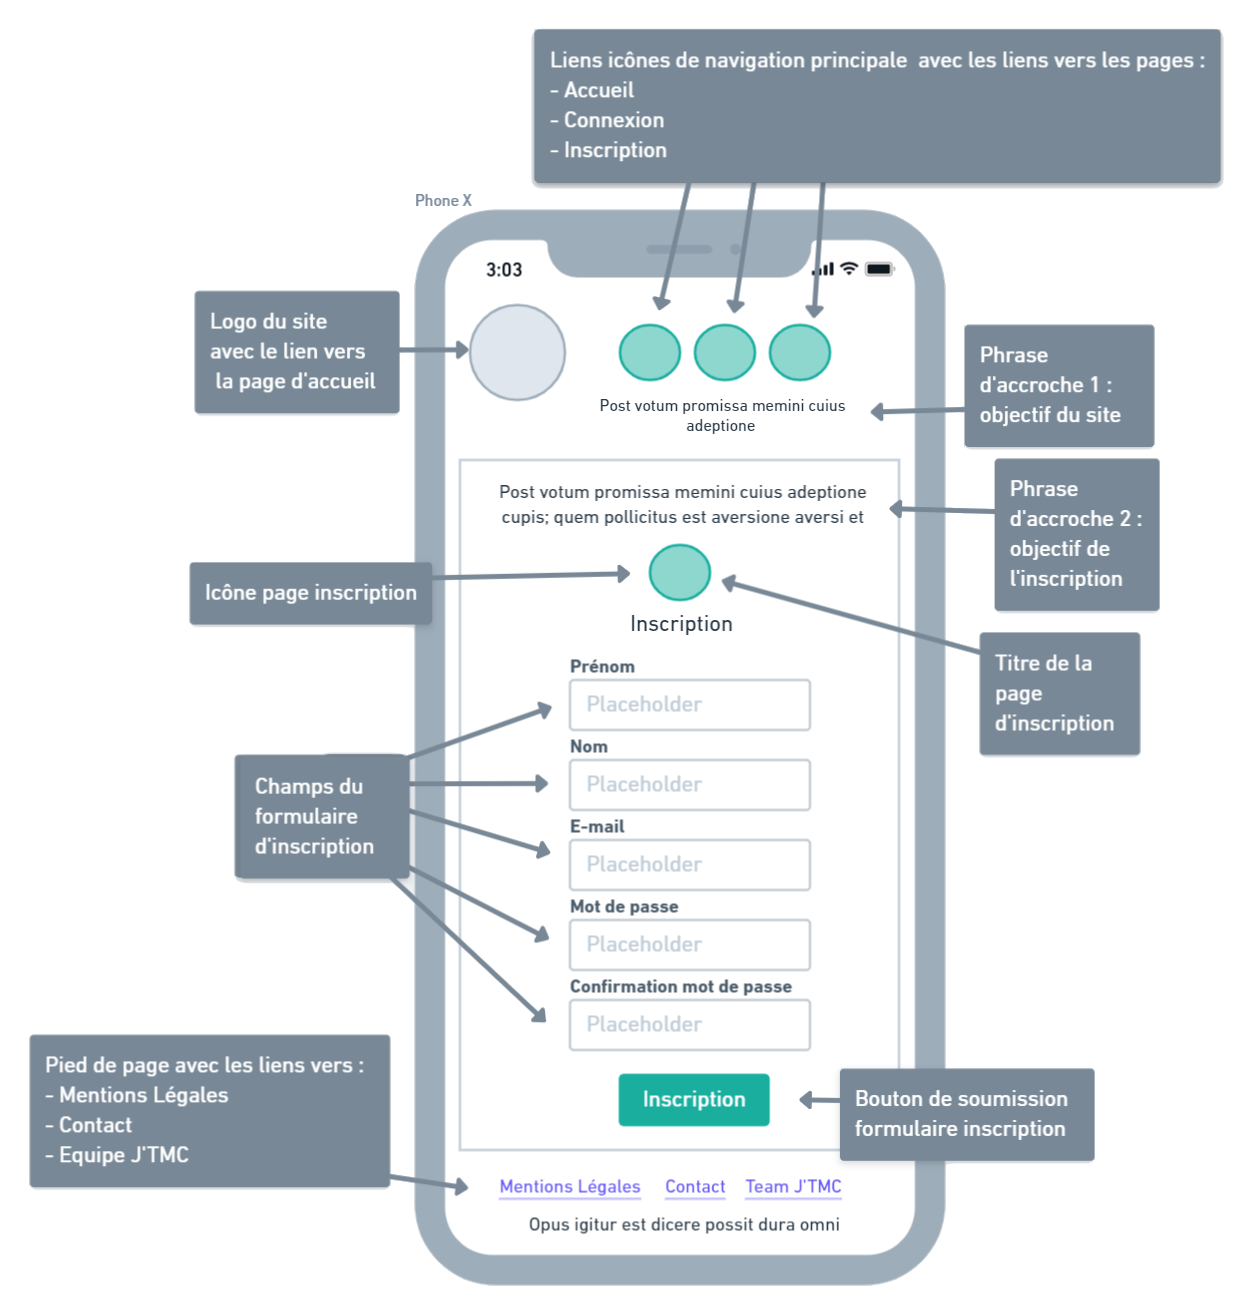 Liens icônes de navigation principale  avec les liens vers les pages :
- Accueil
- Connexion
- Inscription
Phone X
3:03
Logo du site
avec le lien vers
la page d'accueil
Phrase
d'accroche 1 :
objectif du site
Post votum promissa memini cuius
adeptione
Post votum promissa memini cuius adeptione
cupis; quem pollicitus est aversione aversi et
Phrase
d'accroche 2 :
objectif de
l'inscription
Icône page inscription
Inscription
Titre de la
page
d'inscription
Prénom
Placeholder
Nom
Placeholder
Champs du
formulaire
d'inscription
E-mail
Placeholder
Mot de passe
Placeholder
Confirmation mot de passe
Placeholder
Pied de page avec les liens vers :
- Mentions Légales
- Contact
- Equipe J'TMC
Inscription
Bouton de soumission
formulaire inscription
Mentions Légales Contact Team J'TMC
Opus igitur est dicere possit dura omni